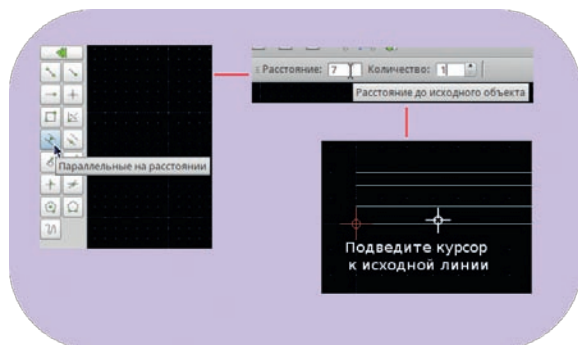 Расстояние: 7 Количество: 1
Расстояние до исходного объекта
Параллельные на расстоянии
Подведите курсор
к исходной линии